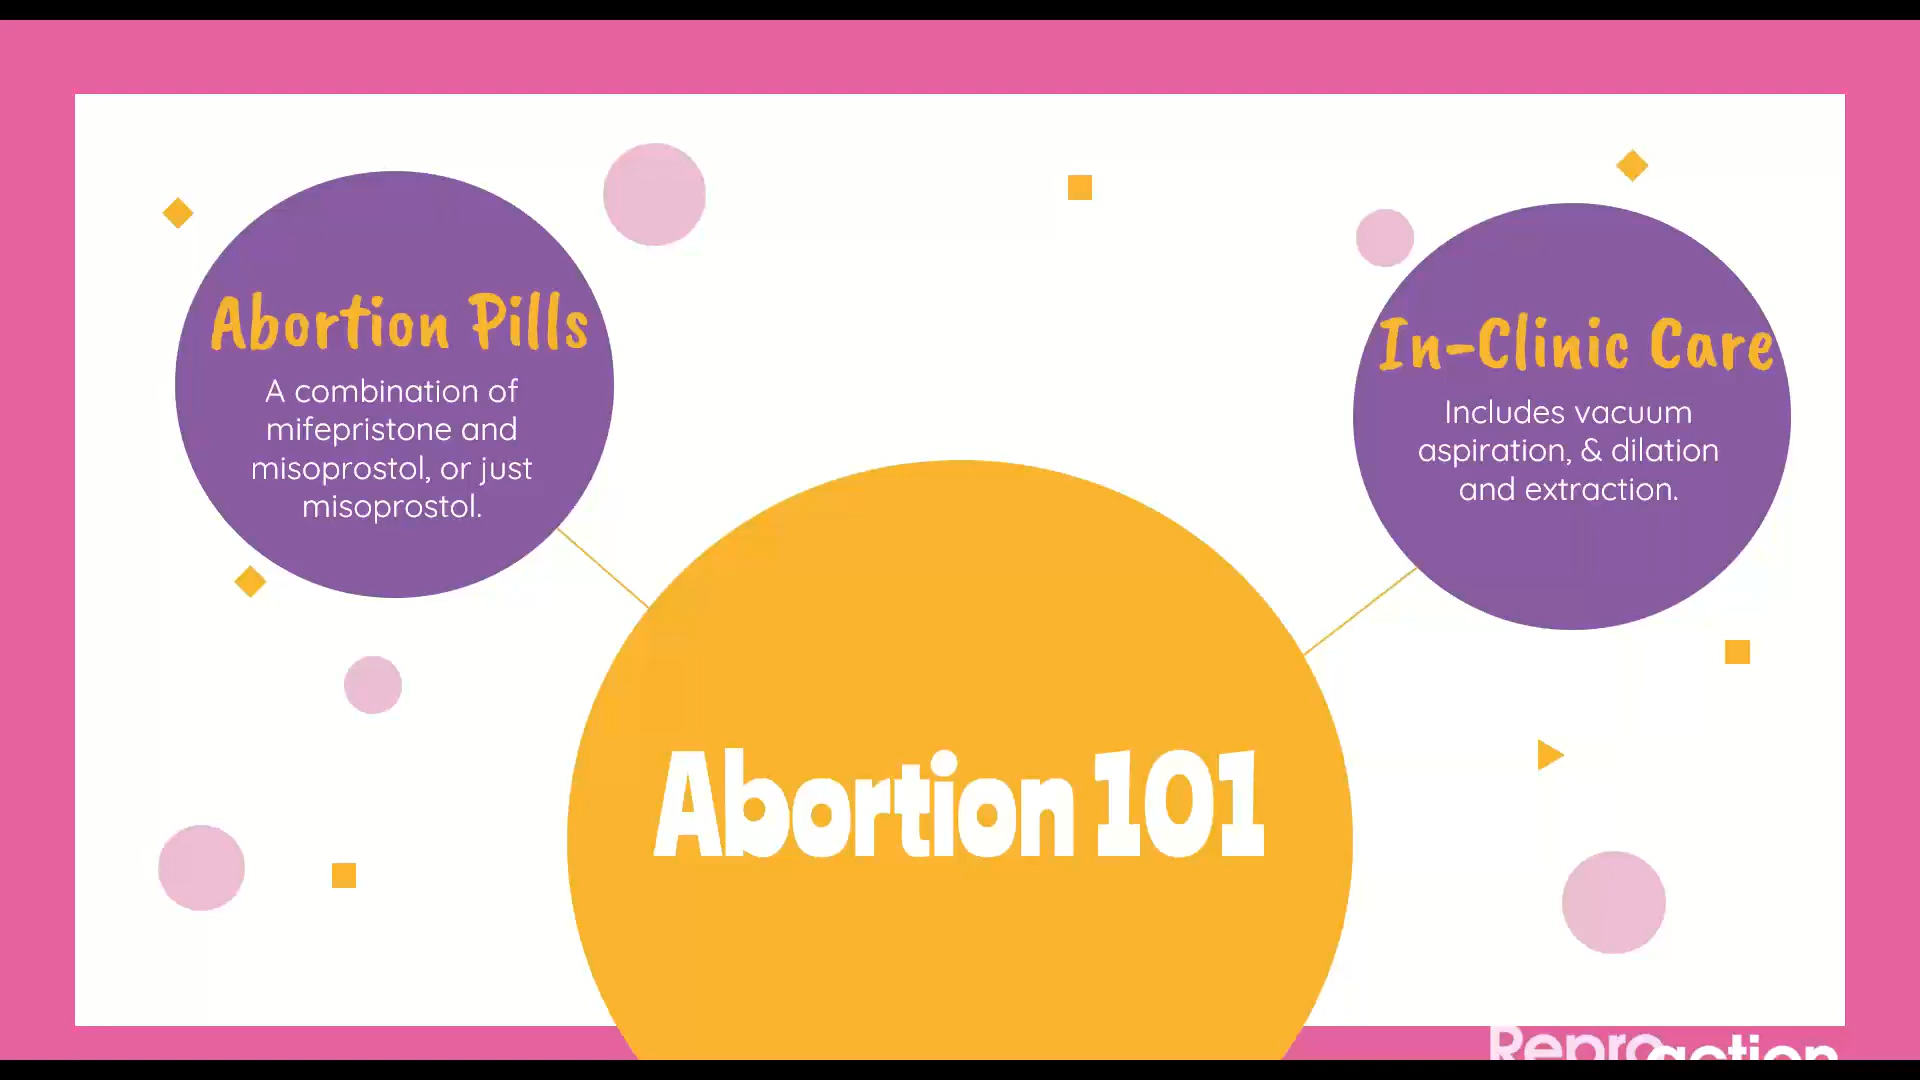 Abortion Pills
A combination of
mifepristone and
misoprostol, or just
misoprostol.
In-Clinic Care
Includes vacuum
aspiration, & dilation
and extraction.
Abortion 101
Reproaction